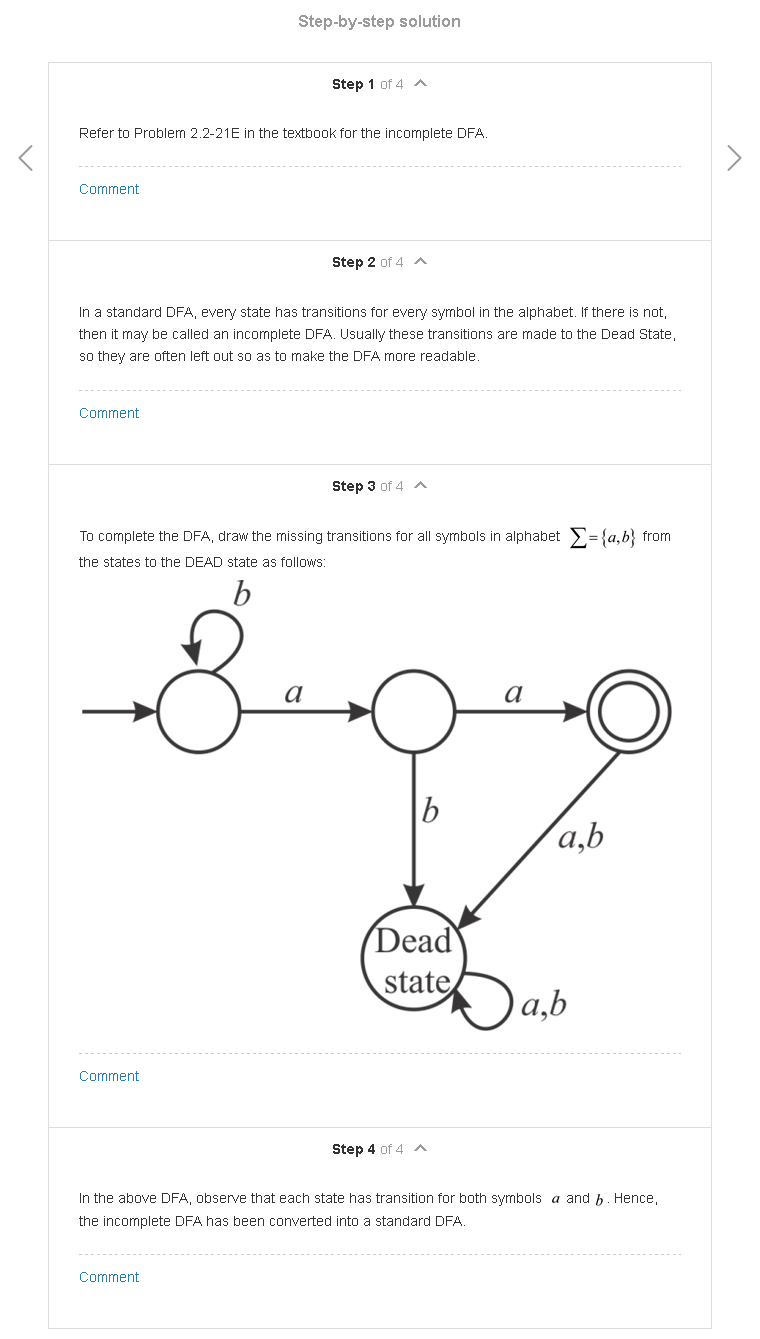 Step-by-step solution
Step 1 of 4
Refer to Problem 2.2-21E in the textbook for the incomplete DFA.
Comment
Step 2 of 4
In a standard DFA, every state has transitions for every symbol in the alphabet. If there is not,
then it may be called an incomplete DFA. Usually these transitions are made to the Dead State,
so they are often left out so as to make the DFA more readable.
Comment
Step 3 of 4
To complete the DFA, draw the missing transitions for all symbols in alphabet ∑={a,b} from
the states to the DEAD state as follows:
b
a
a
b
a,b
Dead
state
a,b
Comment
Step 4 of 4
In the above DFA, observe that each state has transition for both symbols a and b. Hence,
the incomplete DFA has been converted into a standard DFA.
Comment